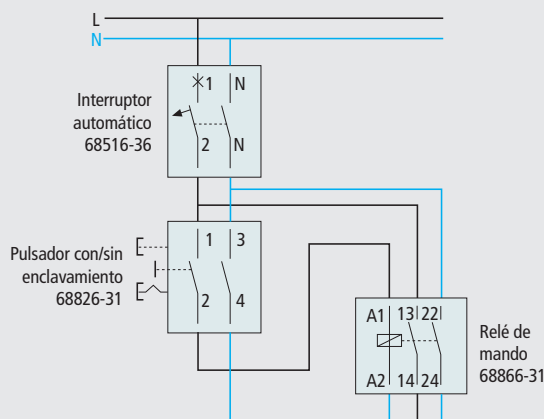 L
N
1 N
Interruptor
automático
68516-36
2 N
1 3
Pulsador con/sin
enclavamiento
68826-31
2 4
A1 13 22
Relé de
mando
68866-31
A2 14 24